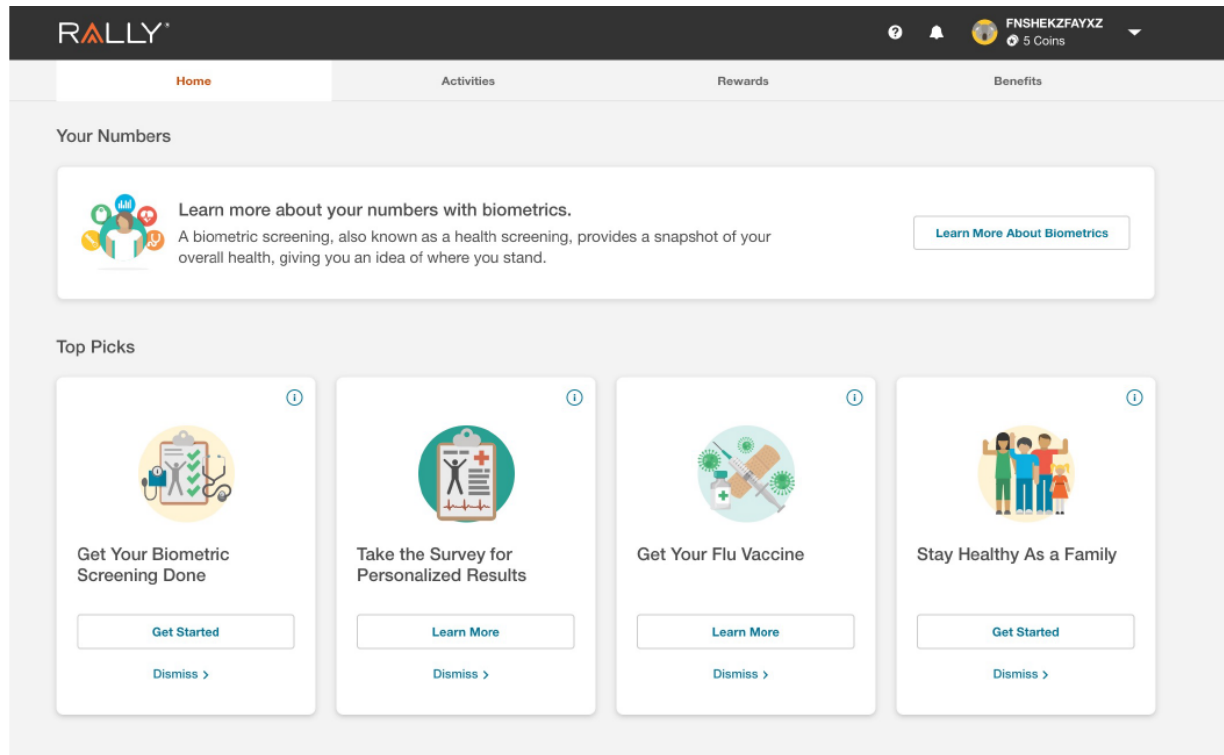 RALLY®
FNSHEKZFAYXZ
5 Coins
Home Activities Rewards Benefits
Your Numbers
Learn more about your numbers with biometrics.
A biometric screening, also known as a health screening, provides a snapshot of your
overall health, giving you an idea of where you stand.
Learn More About Biometrics
Top Picks
Get Your Biometric
Screening Done
Get Started
Dismiss >
Take the Survey for
Personalized Results
Learn More
Dismiss >
Get Your Flu Vaccine
Learn More
Dismiss >
Stay Healthy As a Family
Get Started
Dismiss >